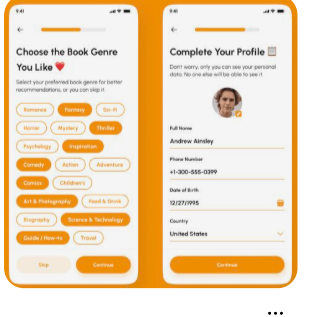 9:41
Choose the Book Genre
You Like
Select your preferred book genre for better
recommendations, or you can skip it
Romance Fantasy Sci-Fi
Horror Mystery Thriller
Psychology Inspiration
Comedy Action Adventure
Comics Children's
Art & Photography Food & Drink
Biography Science & Technology
Guide / How-to Travel
Skip Continue
9:41
Complete Your Profile
Don't worry, only you can see your personal
data. No one else will be able to see it
Full Name
Andrew Ainsley
Phone Number
+1-300-555-0399
Date of Birth
12/27/1995
Country
United States
Continue